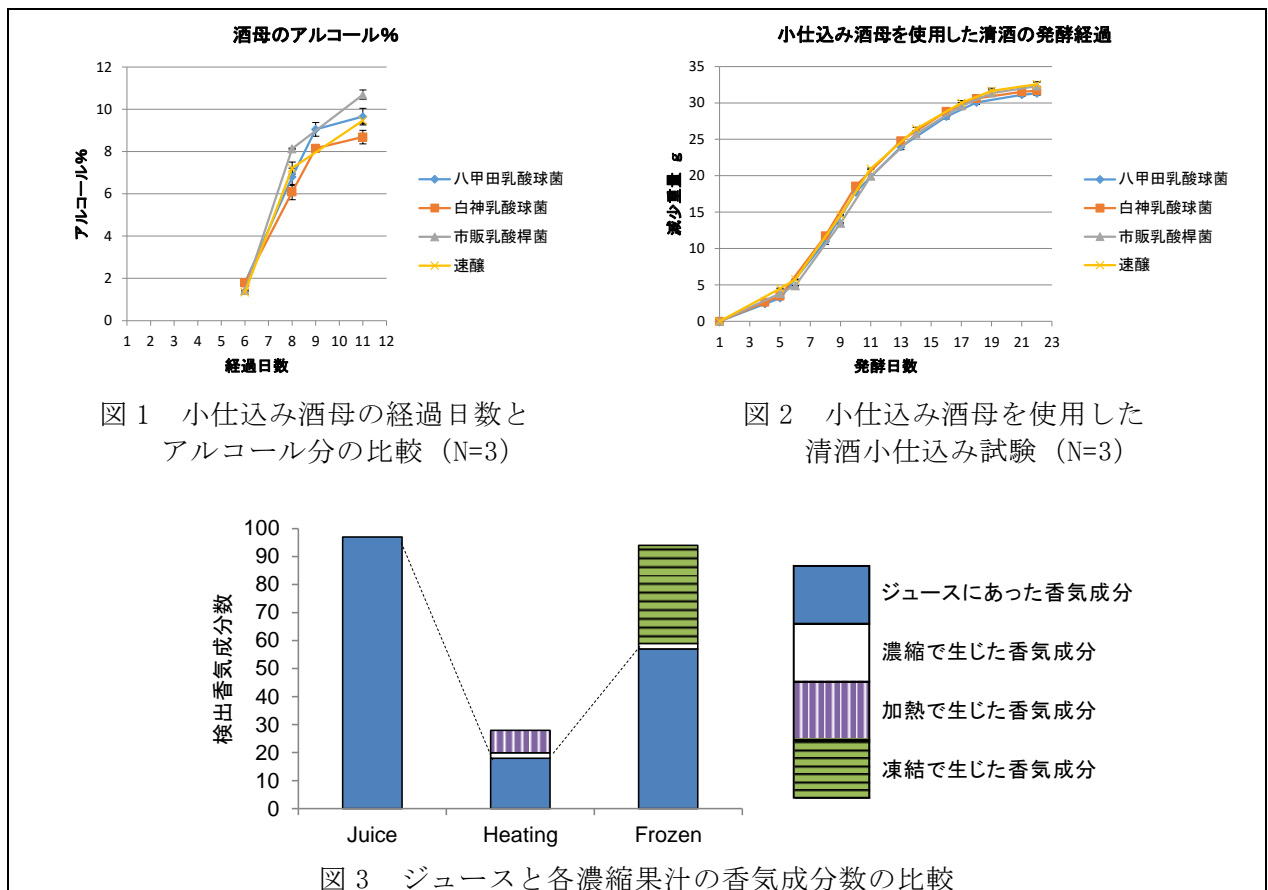 酒母のアルコール%
アルコール%
12
10
8
6
4
2
0
1 2 3 4 5 6 7 8 9 10 11 12
経過日数
八甲田乳酸球菌
白神乳酸球菌
市販乳酸桿菌
速醸
図1 小仕込み酒母の経過日数と
アルコール分の比較 (N=3)
小仕込み酒母を使用した清酒の発酵経過
減少重量 g
35
30
25
20
15
10
5
0
1 3 5 7 9 11 13 15 17 19 21 23
発酵日数
八甲田乳酸球菌
白神乳酸球菌
市販乳酸桿菌
速醸
図2 小仕込み酒母を使用した
清酒小仕込み試験 (N=3)
検出香気成分数
100
90
80
70
60
50
40
30
20
10
0
Juice Heating Frozen
ジュースにあった香気成分
濃縮で生じた香気成分
加熱で生じた香気成分
凍結で生じた香気成分
図3 ジュースと各濃縮果汁の香気成分数の比較